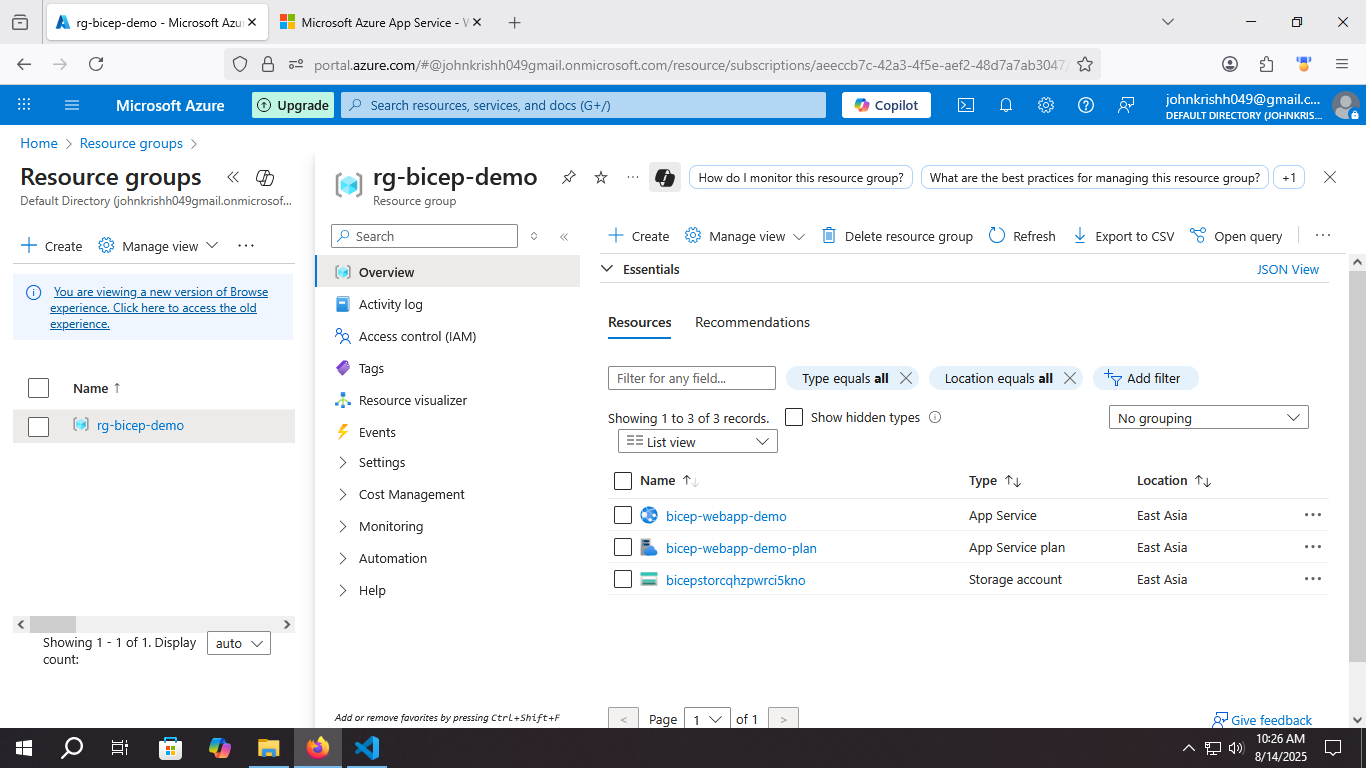 rg-bicep-demo - Microsoft Azure
Microsoft Azure App Service - W
portal.azure.com/#@johnkrishh049gmail.onmicrosoft.com/resource/subscriptions/aeeccb7c-42a3-4f5e-aef2-48d7a7ab3047/
Microsoft Azure
Upgrade
Search resources, services, and docs (G+/)
Copilot
johnkrishh049@gmail.c...
DEFAULT DIRECTORY (JOHNKRIS...
Home
Resource groups
Resource groups
Default Directory (johnkrishh049gmail.onmicrosof...
Create
Manage view
You are viewing a new version of Browse
experience. Click here to access the old
experience.
Name
rg-bicep-demo
Showing 1 - 1 of 1. Display
count:
auto
rg-bicep-demo
Resource group
How do I monitor this resource group?
What are the best practices for managing this resource group?
+1
Search
Overview
Activity log
Access control (IAM)
Tags
Resource visualizer
Events
Settings
Cost Management
Monitoring
Automation
Help
Add or remove favorites by pressing Ctrl+Shift+F
Create
Manage view
Delete resource group
Refresh
Export to CSV
Open query
Essentials
JSON View
Resources
Recommendations
Filter for any field...
Type equals all
Location equals all
Add filter
Showing 1 to 3 of 3 records.
Show hidden types
No grouping
List view
Name
Type
Location
bicep-webapp-demo
App Service
East Asia
bicep-webapp-demo-plan
App Service plan
East Asia
bicepstorcqhzpwrci5kno
Storage account
East Asia
<
Page
1
of 1
>
Give feedback
10:26 AM
8/14/2025